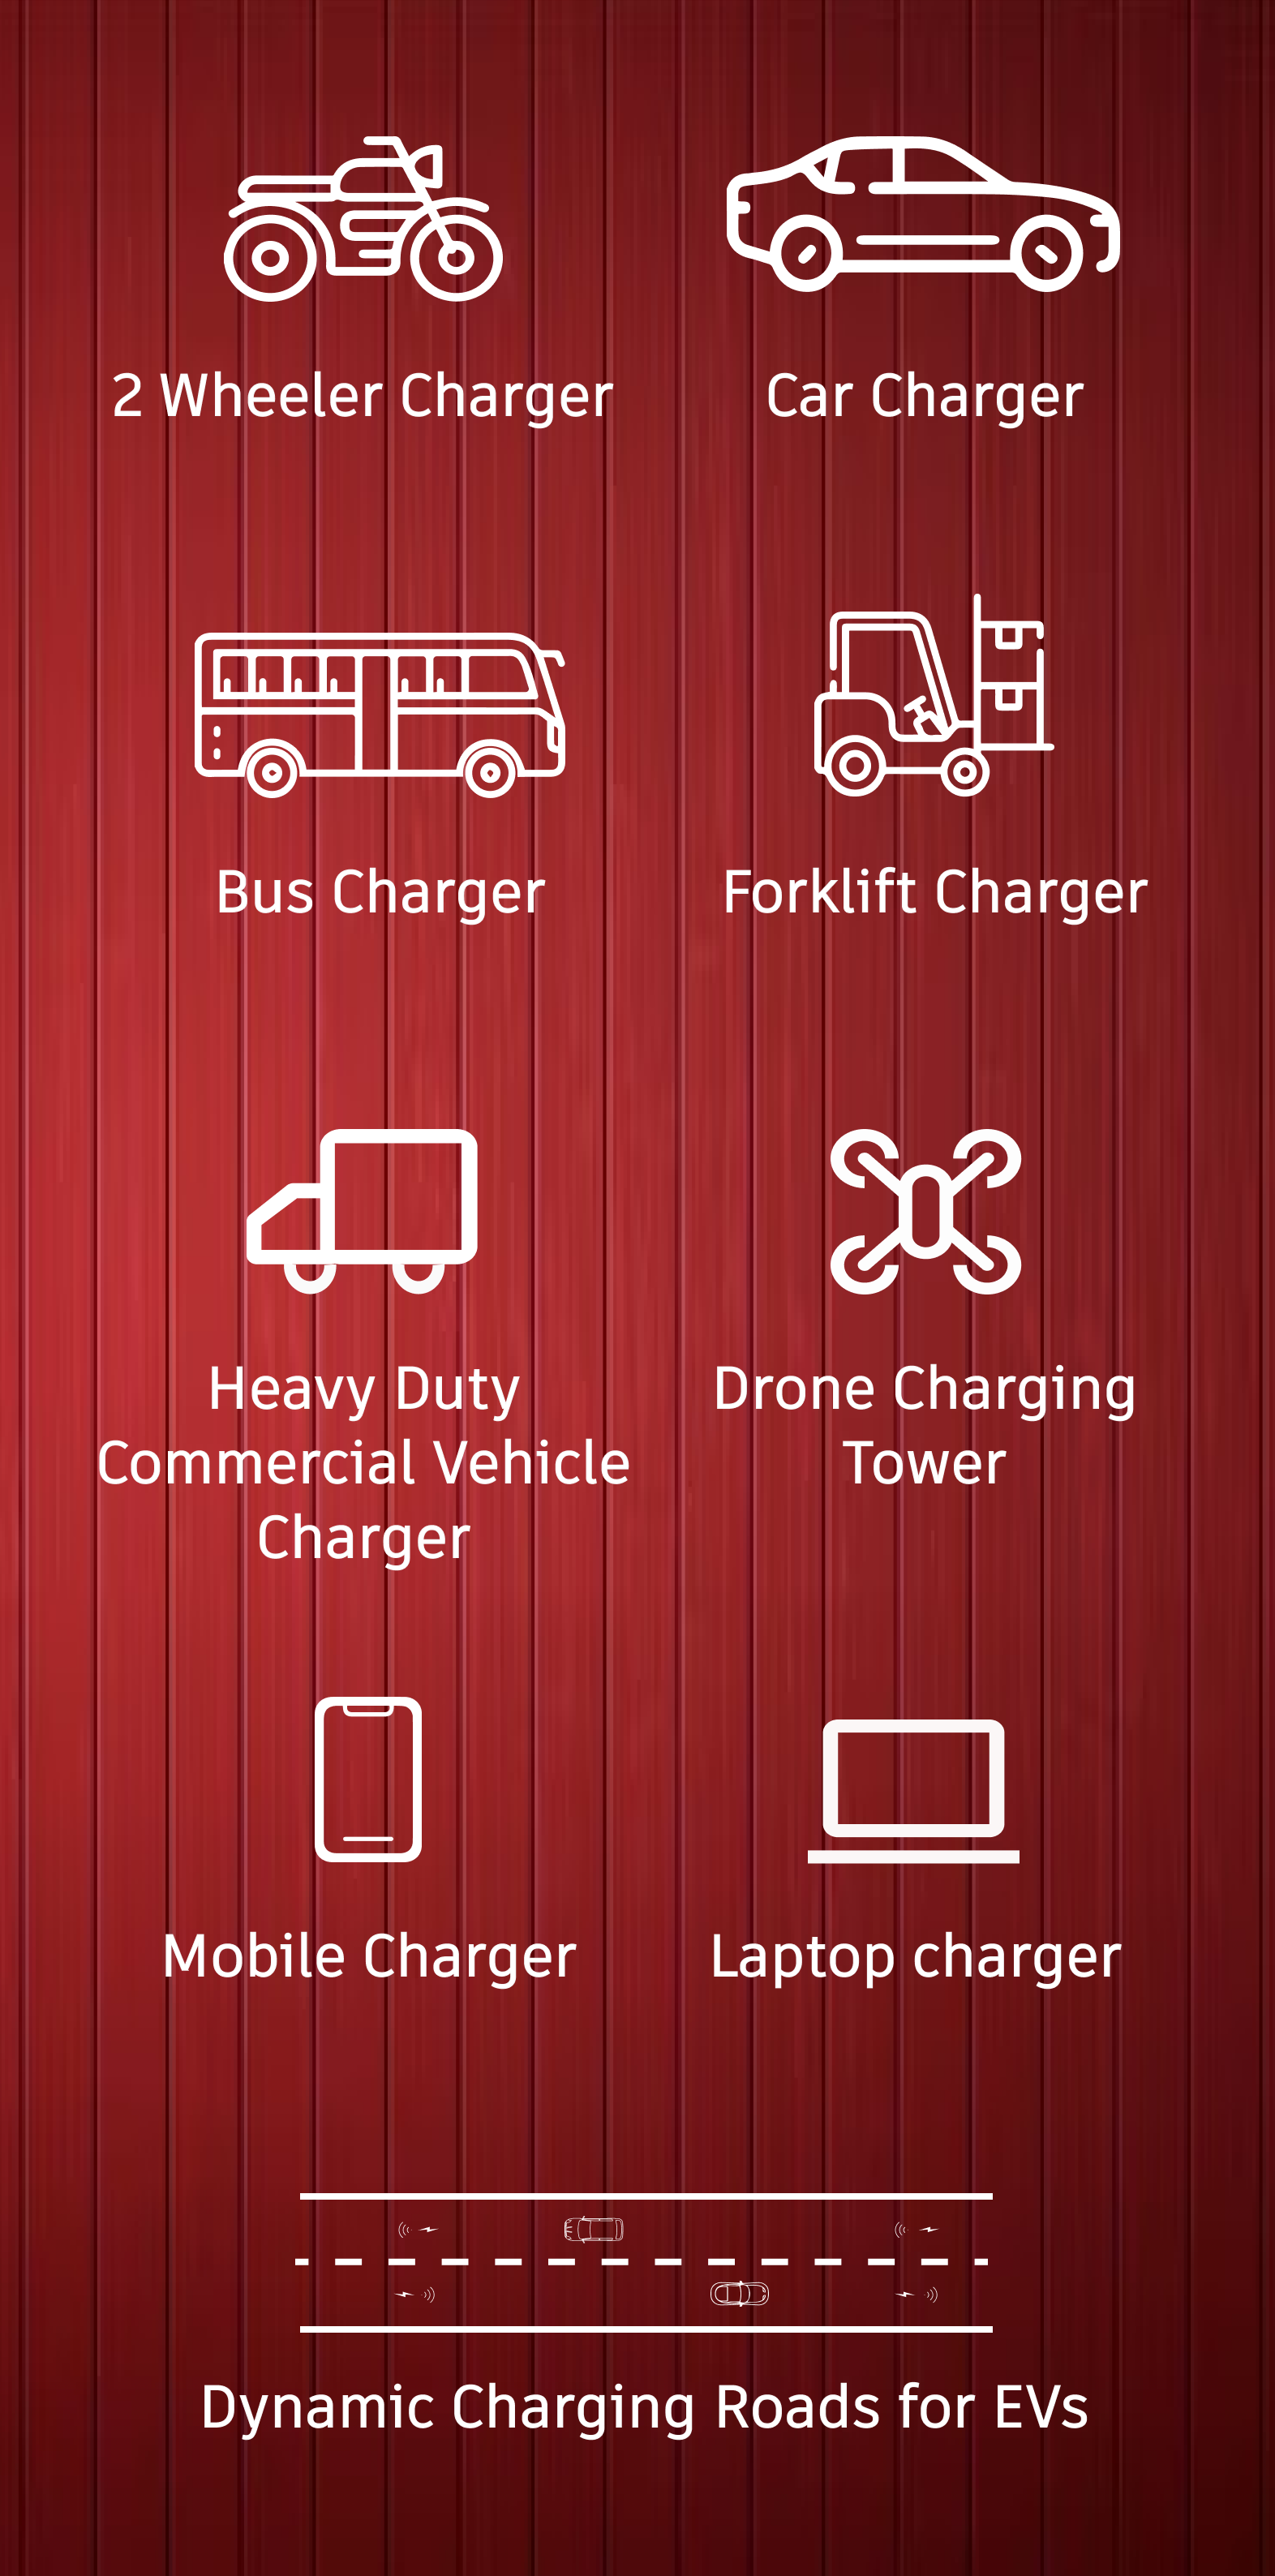 2 Wheeler Charger
Car Charger
Bus Charger
Forklift Charger
Heavy Duty
Commercial Vehicle
Charger
Drone Charging
Tower
Mobile Charger
Laptop charger
Dynamic Charging Roads for EVs